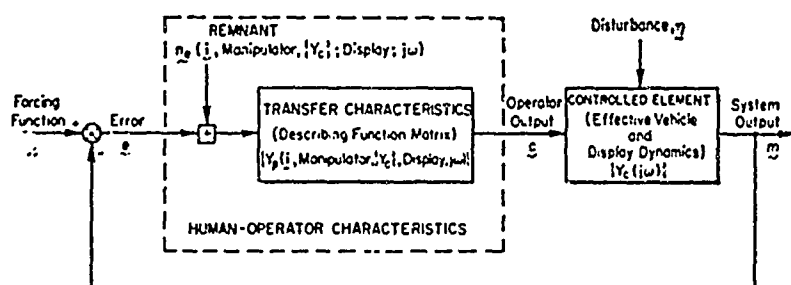 REMNANT
n_e (i, Manipulator, {Y_c}; Display; jω)
Disturbance, η
Forcing
Function
+
-
Error
e
+
TRANSFER CHARACTERISTICS
(Describing Function Matrix)
{Y_p(i, Manipulator, {Y_c}, Display, jω)}
HUMAN-OPERATOR CHARACTERISTICS
Operator
Output
c
CONTROLLED ELEMENT
(Effective Vehicle
and
Display Dynamics)
{Y_c(jω)}
System
Output
m